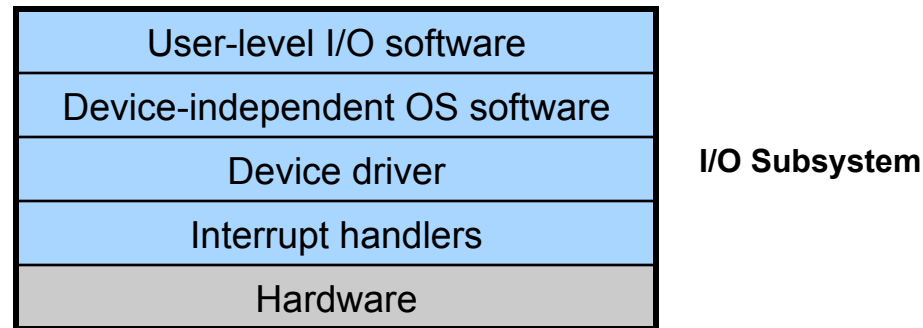 User-level I/O software
Device-independent OS software
Device driver
I/O Subsystem
Interrupt handlers
Hardware